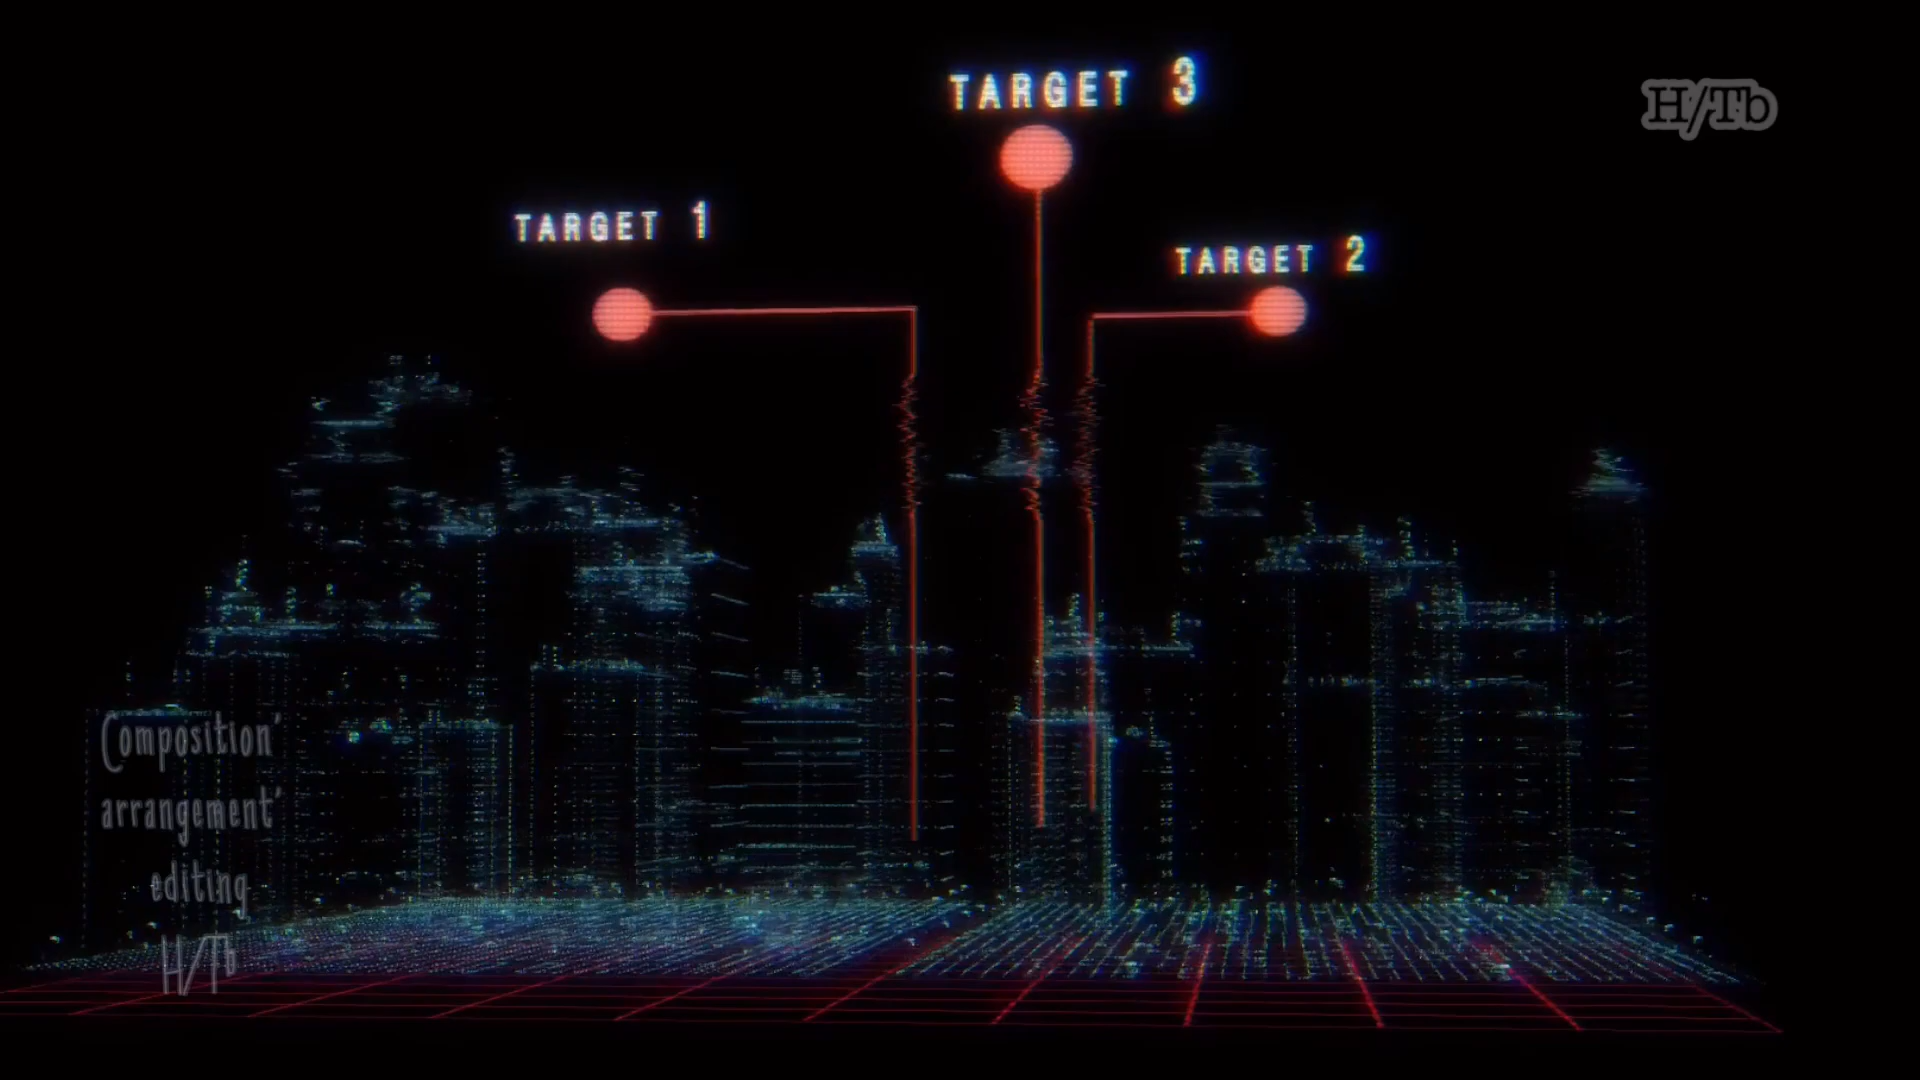 TARGET 3
H/Tb
TARGET 1
TARGET 2
Composition'
arrangement'
editing
H/Tb